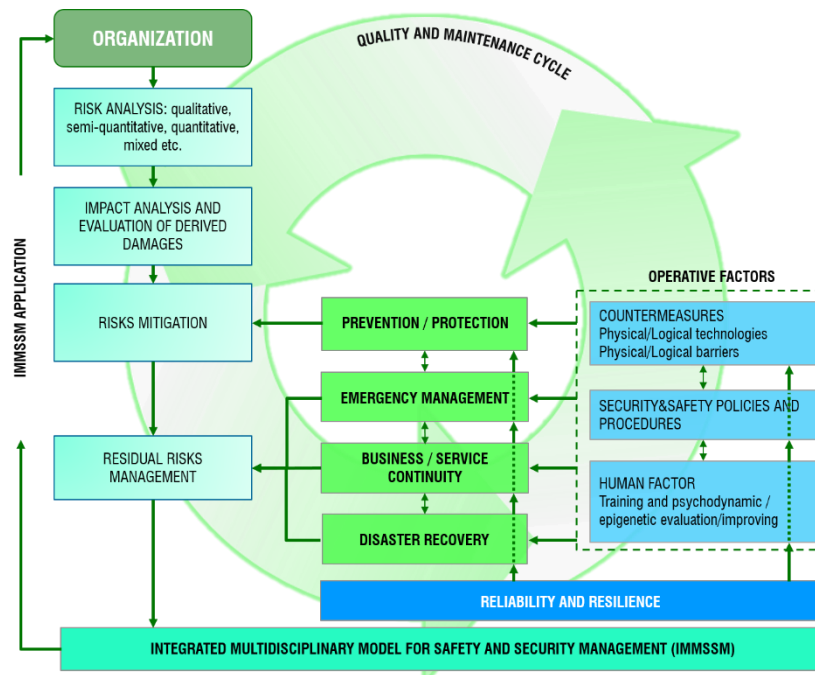 ORGANIZATION
QUALITY AND MAINTENANCE CYCLE
RISK ANALYSIS: qualitative,
semi-quantitative, quantitative,
mixed etc.
IMPACT ANALYSIS AND
EVALUATION OF DERIVED
DAMAGES
IMMSSM APPLICATION
RISKS MITIGATION
RESIDUAL RISKS
MANAGEMENT
PREVENTION / PROTECTION
EMERGENCY MANAGEMENT
BUSINESS / SERVICE
CONTINUITY
DISASTER RECOVERY
OPERATIVE FACTORS
COUNTERMEASURES
Physical/Logical technologies
Physical/Logical barriers
SECURITY&SAFETY POLICIES AND
PROCEDURES
HUMAN FACTOR
Training and psychodynamic /
epigenetic evaluation/improving
RELIABILITY AND RESILIENCE
INTEGRATED MULTIDISCIPLINARY MODEL FOR SAFETY AND SECURITY MANAGEMENT (IMMSSM)